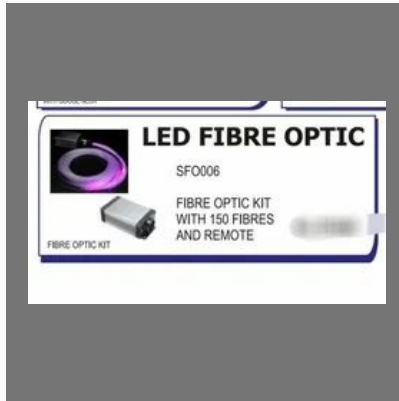 LED FIBRE OPTIC
SFO006
FIBRE OPTIC KIT
WITH 150 FIBRES
AND REMOTE
FIBRE OPTIC KIT